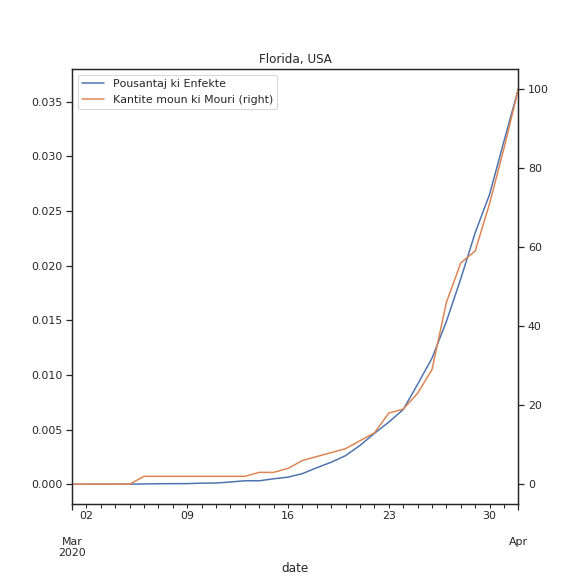 Florida, USA
Pousantaj ki Enfekte
Kantite moun ki Mouri (right)
0.035
0.030
0.025
0.020
0.015
0.010
0.005
0.000
100
80
60
40
20
0
02 09 16 23 30
Mar Apr
2020
date